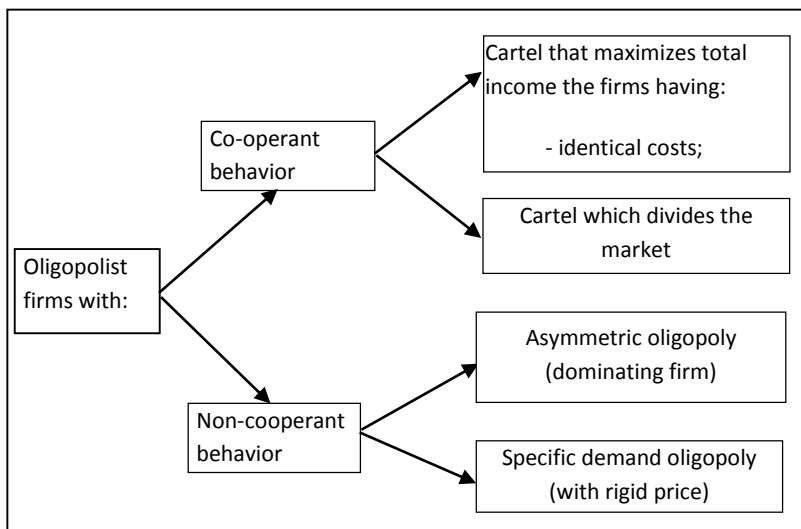 Cartel that maximizes total
income the firms having:
- identical costs;
Co-operant
behavior
Cartel which divides the
market
Oligopolist
firms with:
Asymmetric oligopoly
(dominating firm)
Non-cooperant
behavior
Specific demand oligopoly
(with rigid price)